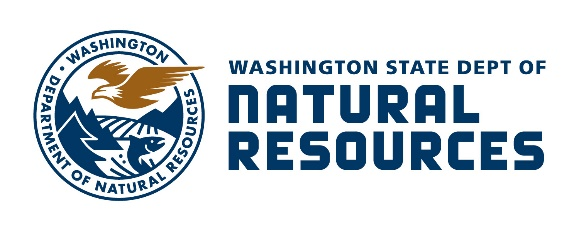 WASHINGTON
DEPARTMENT OF NATURAL RESOURCES
WASHINGTON STATE DEPT OF
NATURAL
RESOURCES